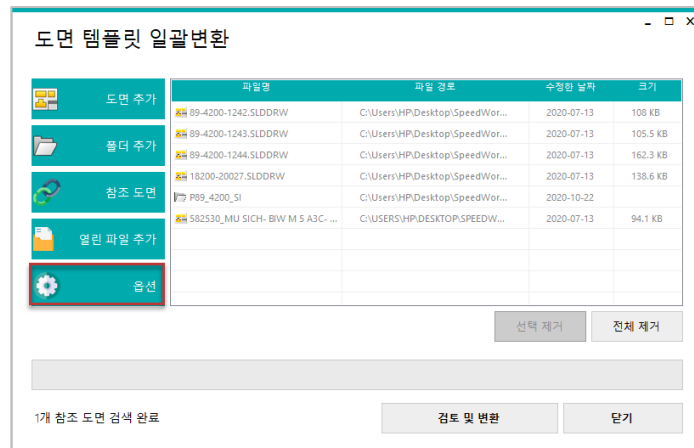 도면 템플릿 일괄변환
도면 추가
폴더 추가
참조 도면
열린 파일 추가
옵션
파일명 파일 경로 수정한 날짜 크기
89-4200-1242.SLDDRW C:\Users\HP\Desktop\SpeedWor... 2020-07-13 108 KB
89-4200-1243.SLDDRW C:\Users\HP\Desktop\SpeedWor... 2020-07-13 105.5 KB
89-4200-1244.SLDDRW C:\Users\HP\Desktop\SpeedWor... 2020-07-13 162.3 KB
18200-20027.SLDDRW C:\Users\HP\Desktop\SpeedWor... 2020-07-13 138.6 KB
P89_4200_SI C:\Users\HP\Desktop\SpeedWor... 2020-10-22
582530_MU SICH- BIW M 5 A3C- ... C:\USERS\HP\DESKTOP\SPEEDW... 2020-07-13 94.1 KB
선택 제거 전체 제거
1개 참조 도면 검색 완료 검토 및 변환 닫기